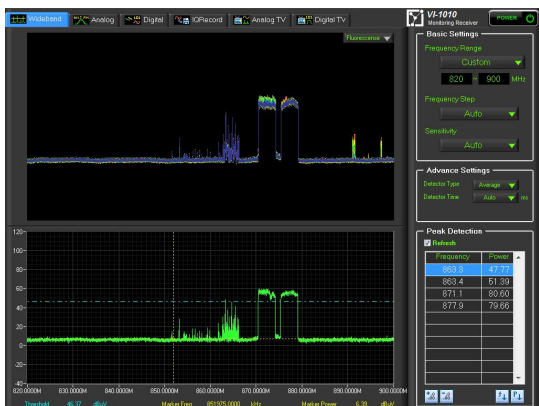 Wideband Analog Digital IQRecord Analog TV Digital TV
VI-1010
Monitoring Receiver
POWER
Fluorescence
Basic Settings
Frequency Range
Custom
820 ~ 900 MHz
Frequency Step
Auto
Sensitivity
Auto
Advance Settings
Detector Type Average
Detector Time Auto ms
Peak Detection
Refresh
Frequency Power
863.3 47.77
863.4 51.39
871.1 80.60
877.9 79.66
120
100
80
60
40
20
0
-20
-40
820.0000M 830.0000M 840.0000M 850.0000M 860.0000M 870.0000M 880.0000M 890.0000M 900.0000M
Threshold 46.37 dBuV Marker Freq 851975.0000 kHz Marker Power 6.39 dBuV